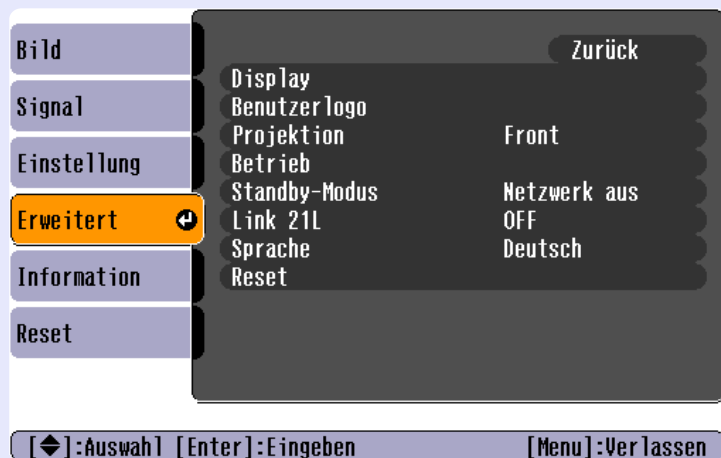 Bild
Signal
Einstellung
Erweitert
Information
Reset
Zurück
Display
Benutzerlogo
Projektion Front
Betrieb
Standby-Modus Netzwerk aus
Link 21L OFF
Sprache Deutsch
Reset
[◆]:Auswahl [Enter]:Eingeben [Menu]:Verlassen